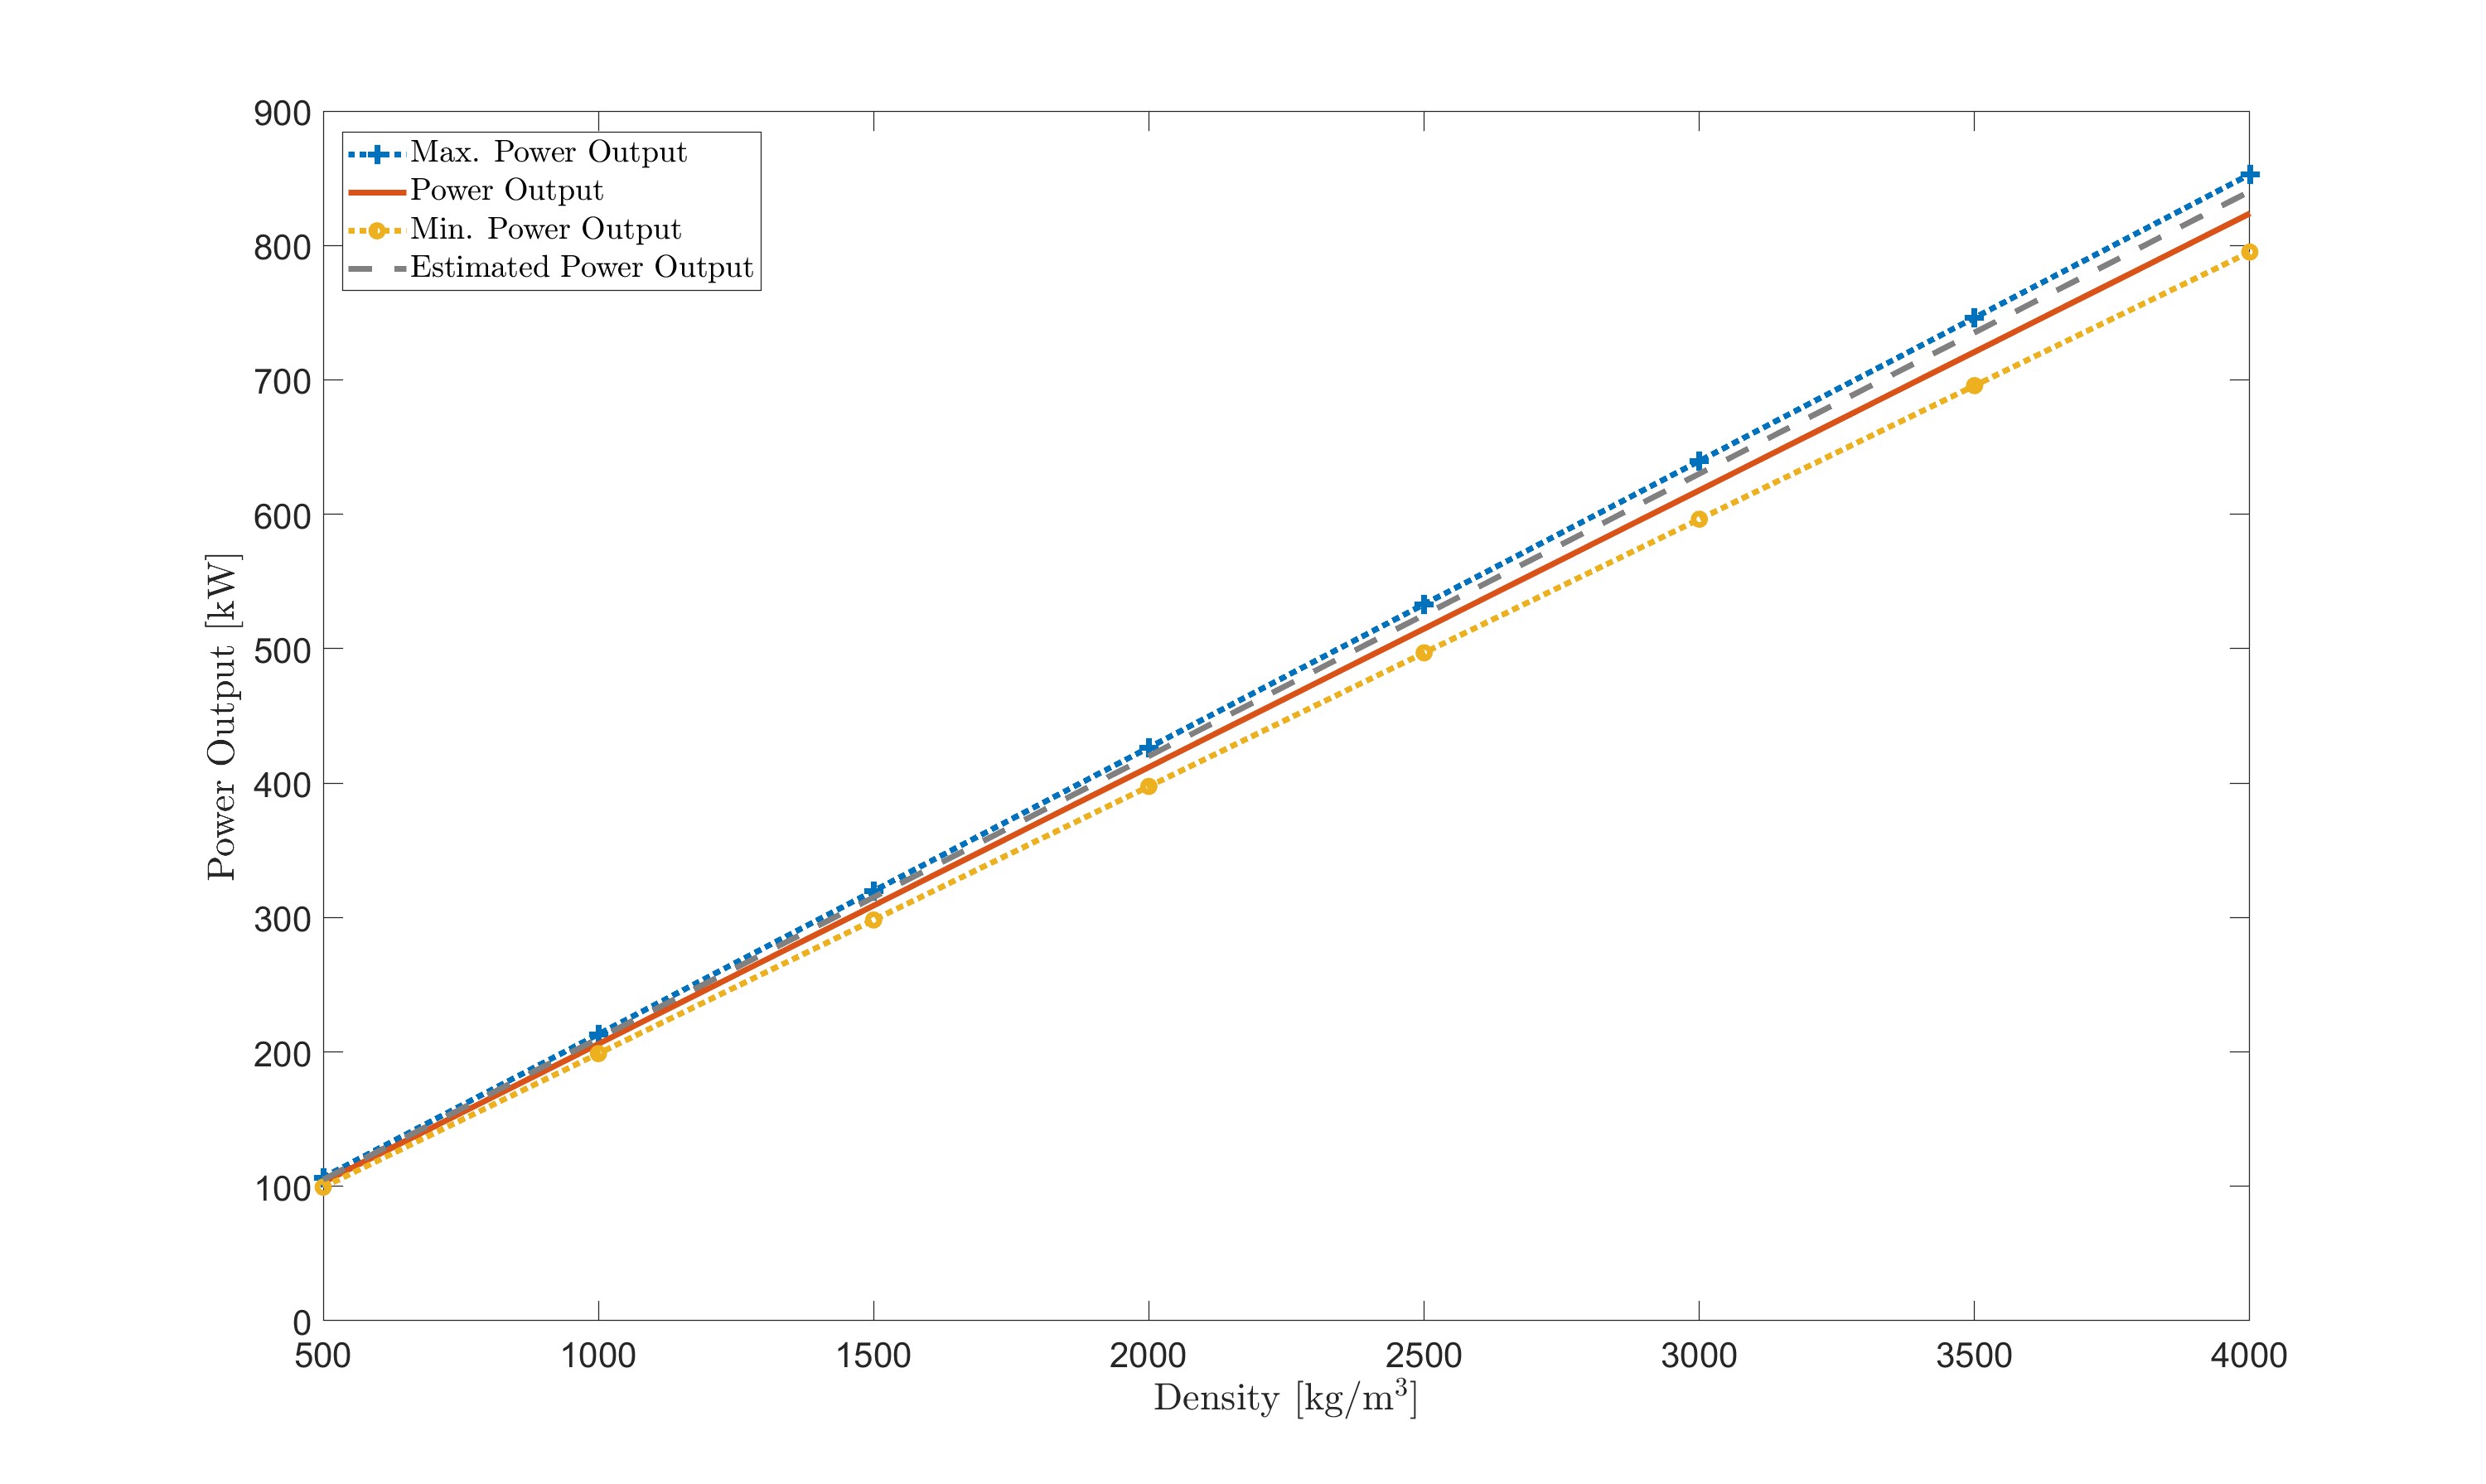 900
800
700
600
500
400
300
200
100
0
Max. Power Output
Power Output
Min. Power Output
Estimated Power Output
Power Output [kW]
500 1000 1500 2000 2500 3000 3500 4000
Density [kg/m³]